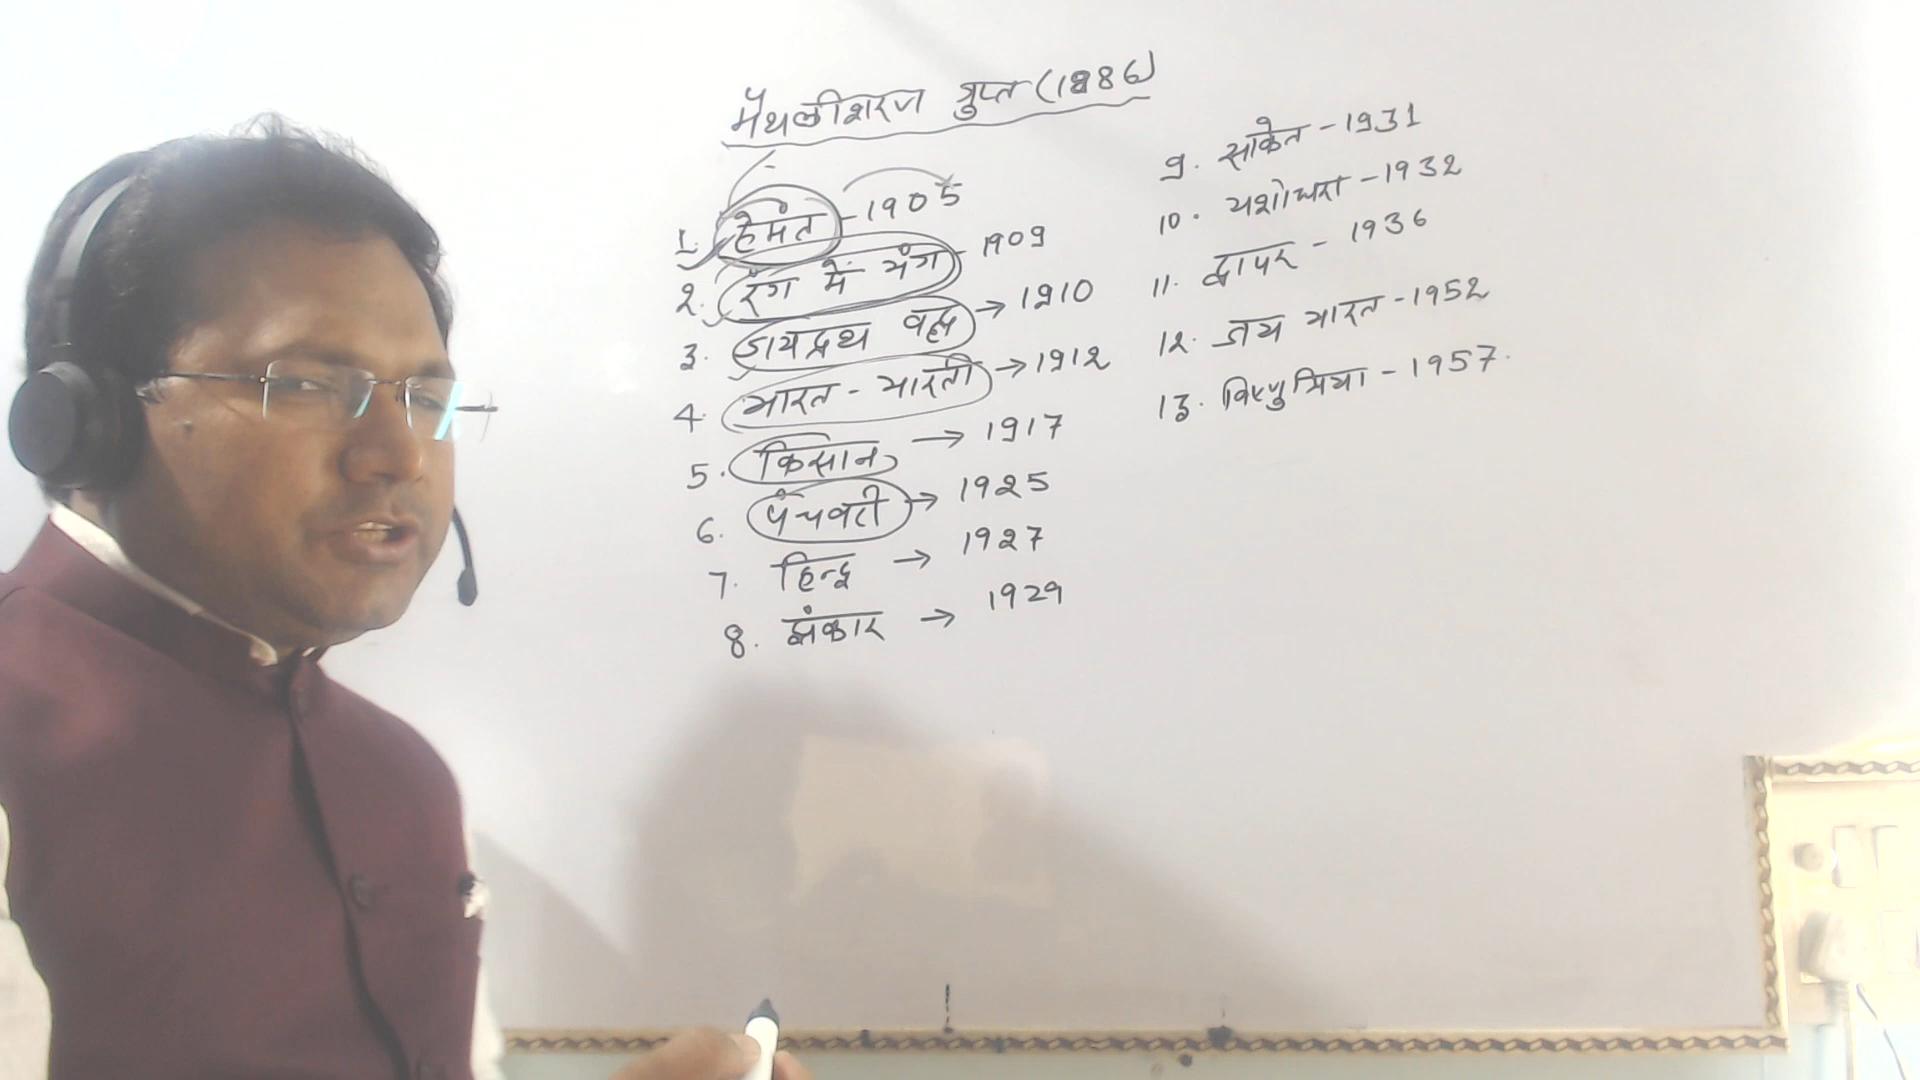 मैथलीशरण गुप्त (1886)
1. हेमंत - 1905
2. रंग में भंग - 1909
3. जयद्रथ वध → 1910
4. भारत - भारती → 1912
5. किसान → 1917
6. पंचवटी → 1925
7. हिन्दू → 1927
8. झंकार → 1929
9. साकेत - 1931
10. यशोधरा - 1932
11. द्वापर - 1936
12. जय भारत - 1952
13. विष्णुप्रिया - 1957.